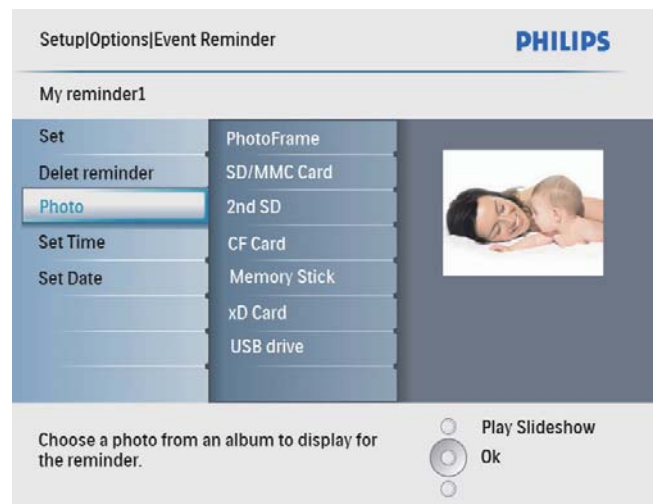 Setup|Options|Event Reminder
PHILIPS
My reminder1
Set
Delet reminder
Photo
Set Time
Set Date
PhotoFrame
SD/MMC Card
2nd SD
CF Card
Memory Stick
xD Card
USB drive
Choose a photo from an album to display for
the reminder.
Play Slideshow
Ok